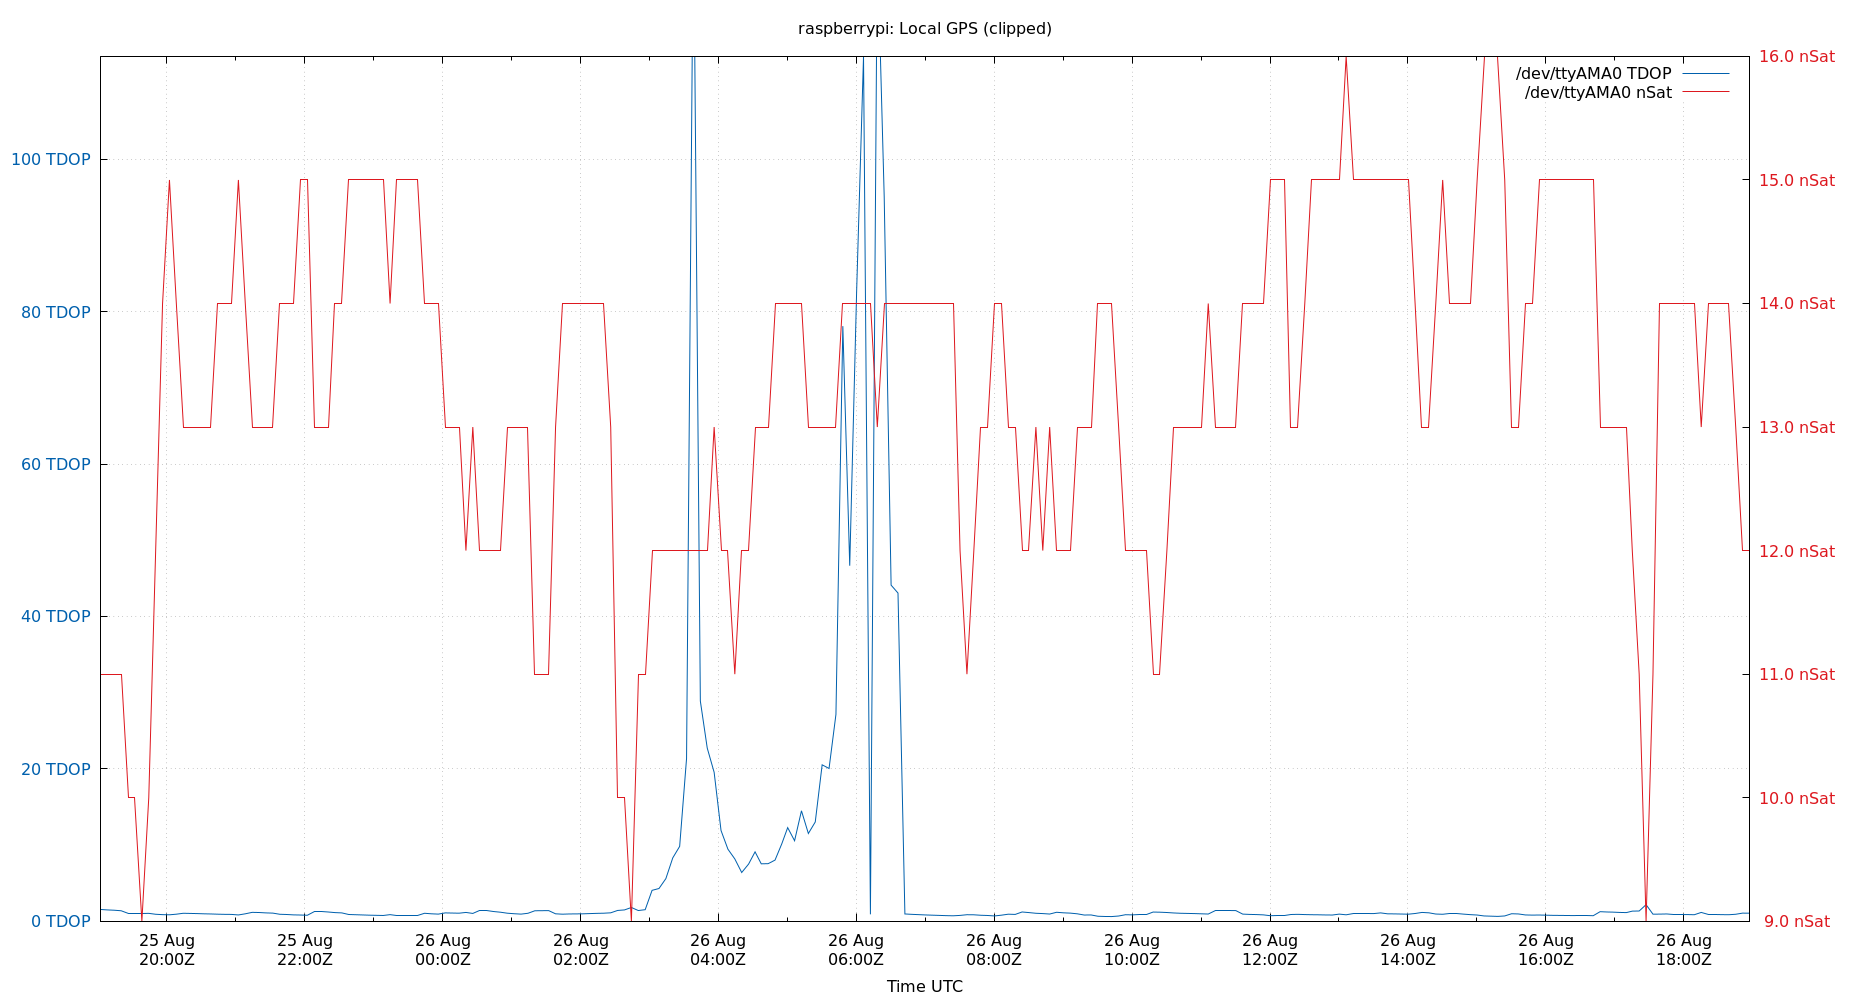 raspberrypi: Local GPS (clipped)
/dev/ttyAMA0 TDOP
/dev/ttyAMA0 nSat
100 TDOP
80 TDOP
60 TDOP
40 TDOP
20 TDOP
0 TDOP
16.0 nSat
15.0 nSat
14.0 nSat
13.0 nSat
12.0 nSat
11.0 nSat
10.0 nSat
9.0 nSat
25 Aug 25 Aug 26 Aug 26 Aug 26 Aug 26 Aug 26 Aug 26 Aug 26 Aug 26 Aug 26 Aug 26 Aug
20:00Z 22:00Z 00:00Z 02:00Z 04:00Z 06:00Z 08:00Z 10:00Z 12:00Z 14:00Z 16:00Z 18:00Z
Time UTC